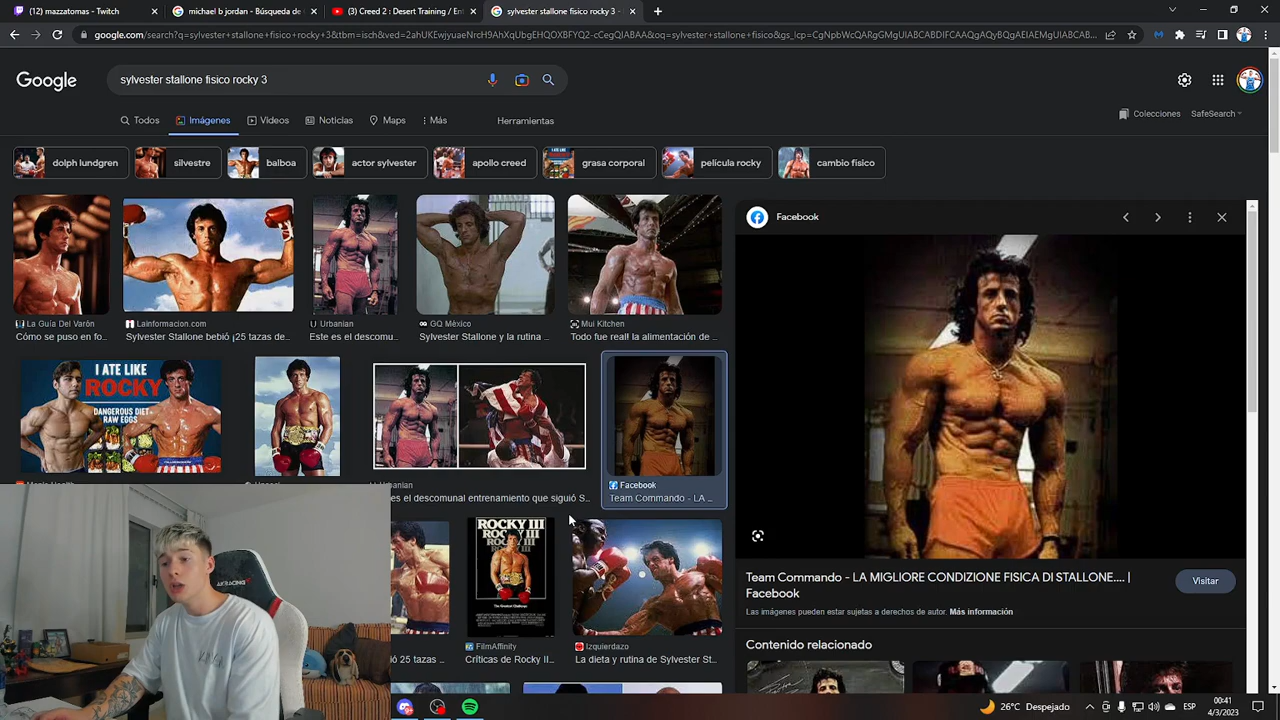 (12) mazzatomas - Twitch
michael b jordan - Búsqueda de
(3) Creed 2 : Desert Training / En
sylvester stallone fisico rocky 3 -
google.com/search?q=sylvester+stallone+fisico+rocky+3&tbm=isch&ved=2ahUKEwjyuaeNrH9AhXqUbgEHQOXBFYQ2-cCegQIABAA&oq=sylvester+stallone+fisico+rocky+3&gs_lcp=CgNpbWcQARgGMgUIABCABDIFCAAQgAQyBQgAEIAEMgUIABC...
Google
sylvester stallone fisico rocky 3
Todos
Imágenes
Videos
Noticias
Maps
Más
Herramientas
Colecciones
SafeSearch
dolph lundgren
silvestre
balboa
actor sylvester
apollo creed
grasa corporal
película rocky
cambio fisico
La Guía Del Varón
Cómo se puso en fo...
Lainformacion.com
Sylvester Stallone bebió ¡25 tazas de...
Urbanian
Este es el descomu...
GQ México
Sylvester Stallone y la rutina ...
Mui Kitchen
Todo fue real! la alimentación de ...
I ATE LIKE
ROCKY
DANGEROUS DIET
RAW EGGS
Urbanian
es el descomunal entrenamiento que siguió S...
Facebook
Team Commando - LA ...
ROCKY III
FilmAffinity
Críticas de Rocky II...
Izquierdazo
La dieta y rutina de Sylvester St...
ó 25 tazas ...
Facebook
Team Commando - LA MIGLIORE CONDIZIONE FISICA DI STALLONE.... |
Facebook
Visitar
Las imágenes pueden estar sujetas a derechos de autor. Más información
Contenido relacionado
26°C Despejado
ESP
00:41
4/3/2023